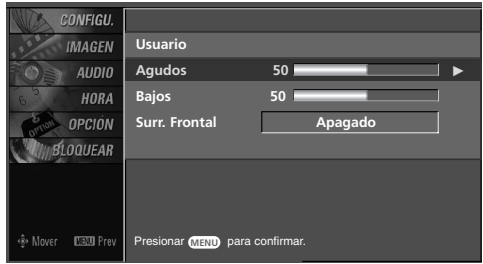 CONFIGU.
IMAGEN
AUDIO
HORA
OPCIÓN
BLOQUEAR
Mover MENU Prev
Usuario
Agudos 50
Bajos 50
Surr. Frontal Apagado
Presionar MENU para confirmar.